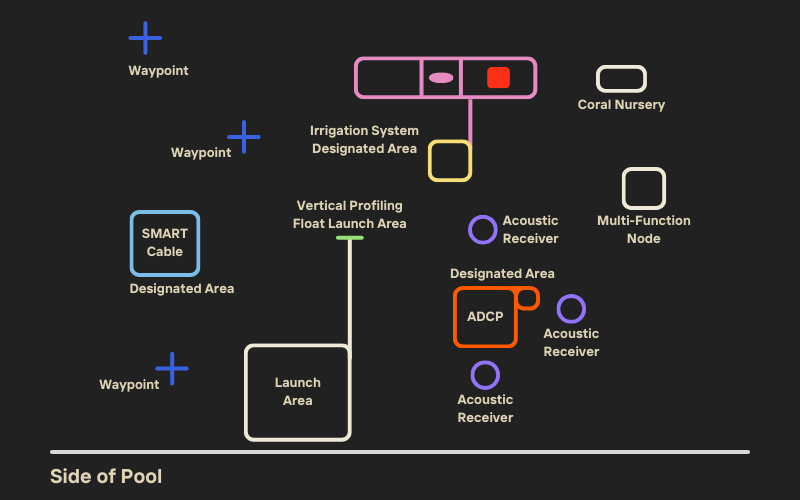 Waypoint
Coral Nursery
Irrigation System
Designated Area
Waypoint
Vertical Profiling
Float Launch Area
Acoustic
Receiver
Multi-Function
Node
SMART
Cable
Designated Area
Designated Area
ADCP
Acoustic
Receiver
Waypoint
Launch
Area
Acoustic
Receiver
Side of Pool